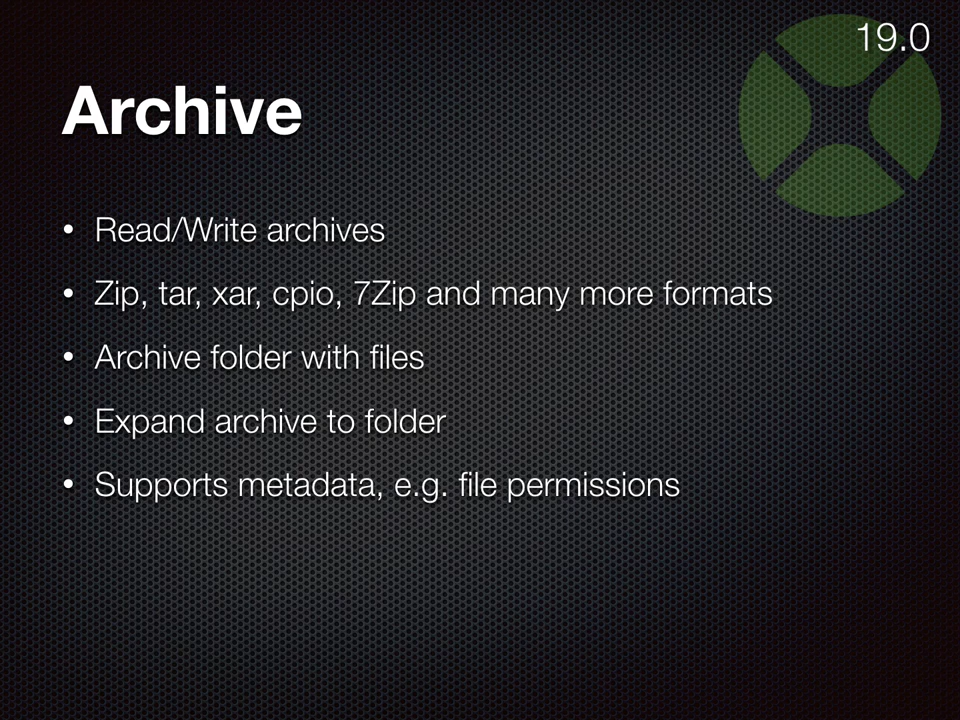 19.0
Archive
• Read/Write archives
• Zip, tar, xar, cpio, 7Zip and many more formats
• Archive folder with files
• Expand archive to folder
• Supports metadata, e.g. file permissions